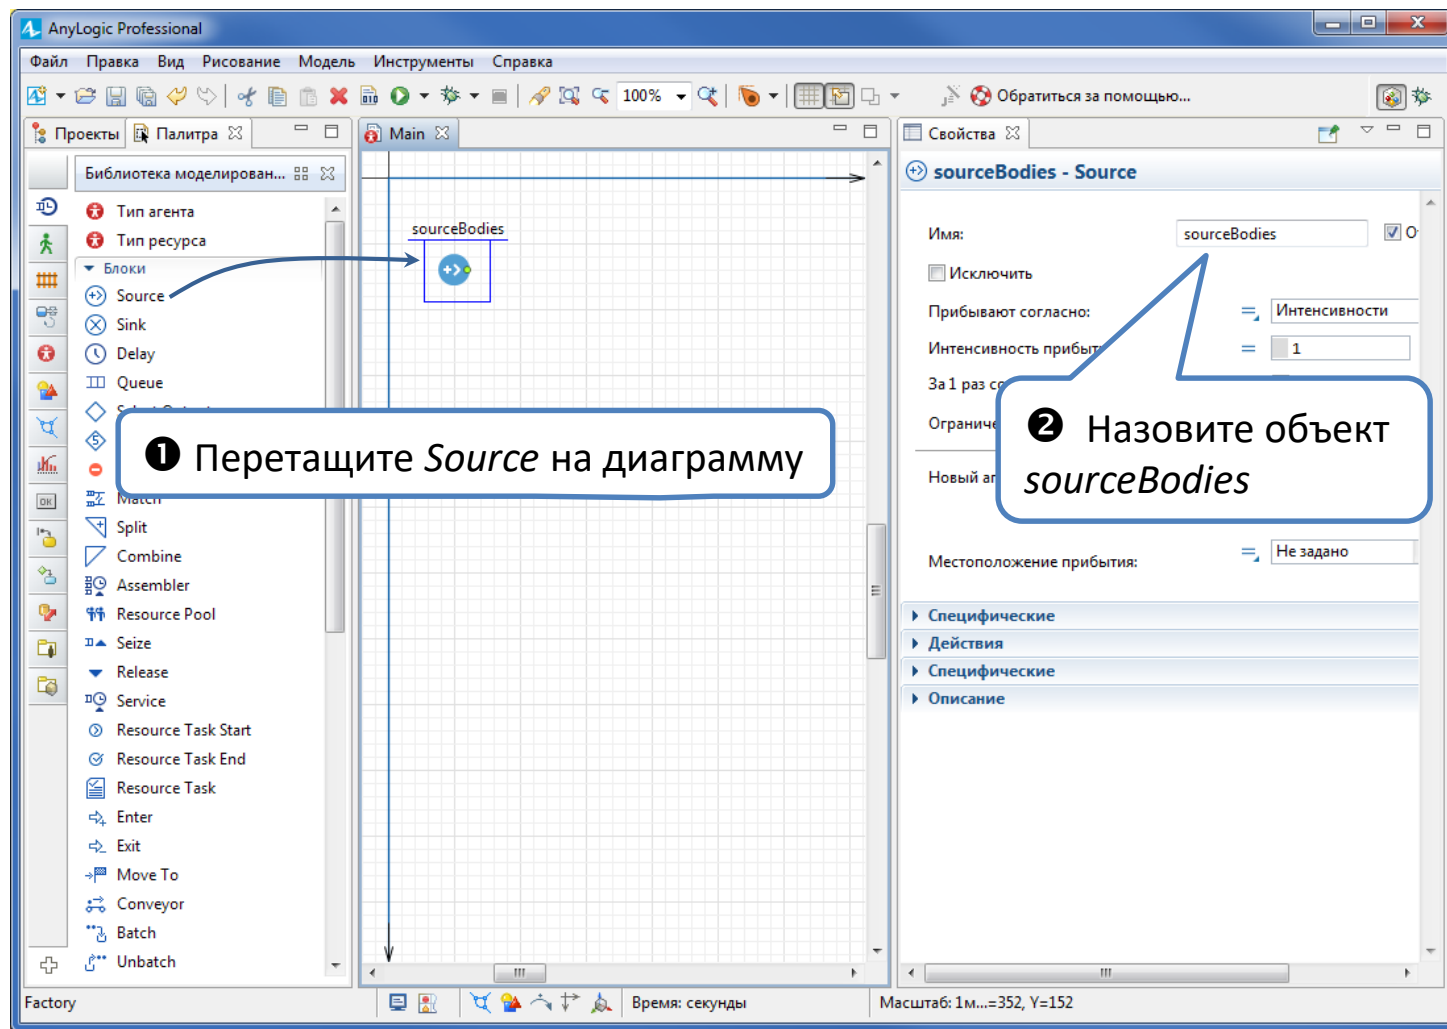 AnyLogic Professional
Файл Правка Вид Рисование Модель Инструменты Справка
100% Обратиться за помощью...
Проекты Палитра
Main
Свойства
Библиотека моделирован...
Тип агента
Тип ресурса
Блоки
Source
Sink
Delay
Queue
Match
Split
Combine
Assembler
Resource Pool
Seize
Release
Service
Resource Task Start
Resource Task End
Resource Task
Enter
Exit
Move To
Conveyor
Batch
Unbatch
sourceBodies
❶ Перетащите Source на диаграмму
sourceBodies - Source
Имя: sourceBodies
Исключить
Прибывают согласно: Интенсивности
Интенсивность 1
За 1 раз
Новый
Местоположение прибытия: Не задано
❷ Назовите объект
sourceBodies
Специфические
Действия
Специфические
Описание
Factory Время: секунды Масштаб: 1 м...=352, Y=152